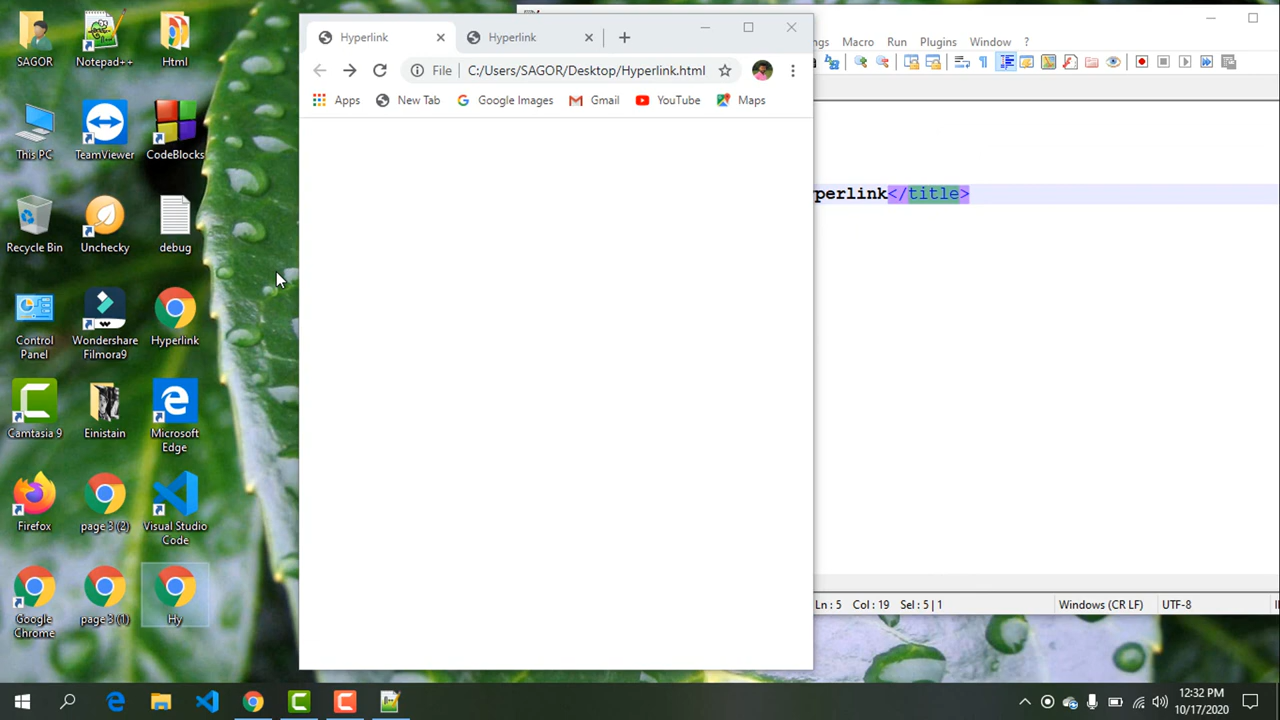 SAGOR
Notepad++
Html
This PC
TeamViewer
CodeBlocks
Recycle Bin
Unchecky
debug
Control
Panel
Wondershare
Filmora9
Hyperlink
Camtasia 9
Einistain
Microsoft
Edge
Firefox
page 3 (2)
Visual Studio
Code
Google
Chrome
page 3 (1)
Hy
Hyperlink
Hyperlink
File
C:/Users/SAGOR/Desktop/Hyperlink.html
Apps
New Tab
Google Images
Gmail
YouTube
Maps
ngs Macro Run Plugins Window ?
yperlink</title>
Ln : 5 Col : 19 Sel : 5 | 1
Windows (CR LF)
UTF-8
12:32 PM
10/17/2020